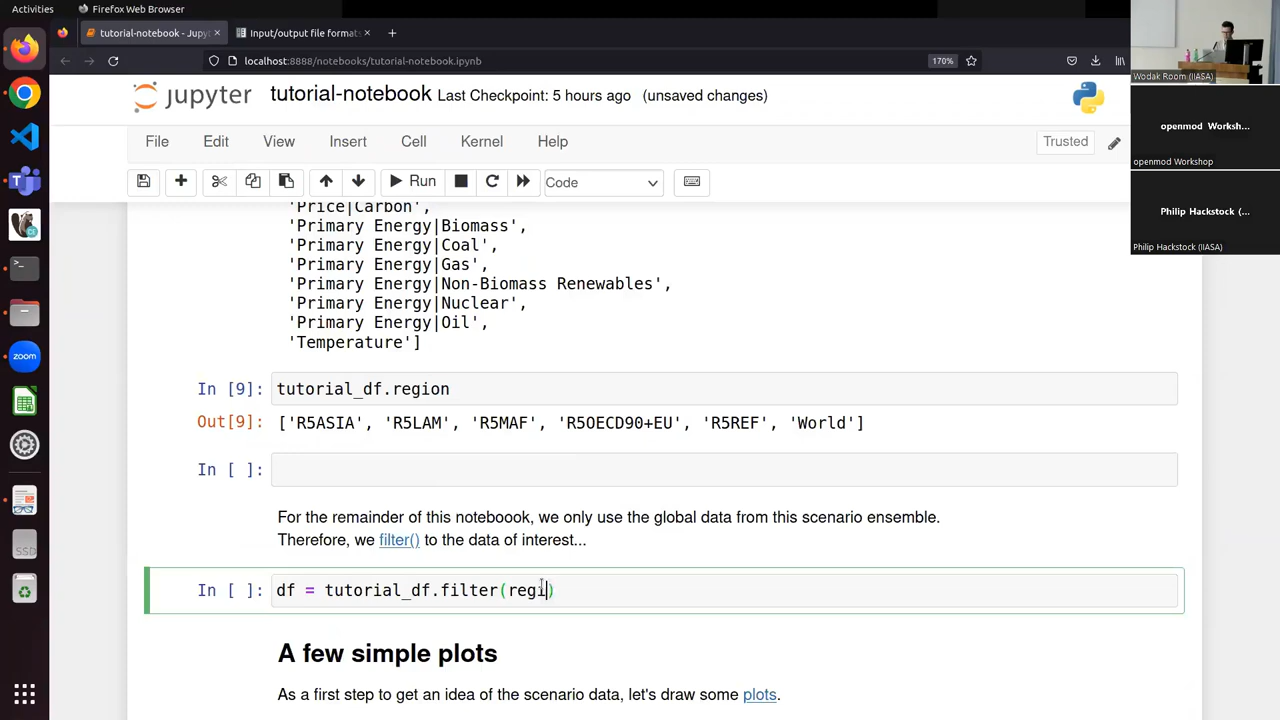 Activities
Firefox Web Browser
tutorial-notebook - Jupyt
Input/output file formats
localhost:8888/notebooks/tutorial-notebook.ipynb
170%
jupyter
tutorial-notebook Last Checkpoint: 5 hours ago (unsaved changes)
File Edit View Insert Cell Kernel Help
Trusted
Run
Code
'Price|Carbon',
'Primary Energy|Biomass',
'Primary Energy|Coal',
'Primary Energy|Gas',
'Primary Energy|Non-Biomass Renewables',
'Primary Energy|Nuclear',
'Primary Energy|Oil',
'Temperature']
In [9]: tutorial_df.region
Out[9]: ['R5ASIA', 'R5LAM', 'R5MAF', 'R5OECD90+EU', 'R5REF', 'World']
In [ ]:
For the remainder of this noteboook, we only use the global data from this scenario ensemble.
Therefore, we filter() to the data of interest...
In [ ]: df = tutorial_df.filter(regi)
A few simple plots
As a first step to get an idea of the scenario data, let's draw some plots.
Wodak Room (IIASA)
openmod Worksh...
openmod Workshop
Philip Hackstock (...
Philip Hackstock (IIASA)
zoom
SSD